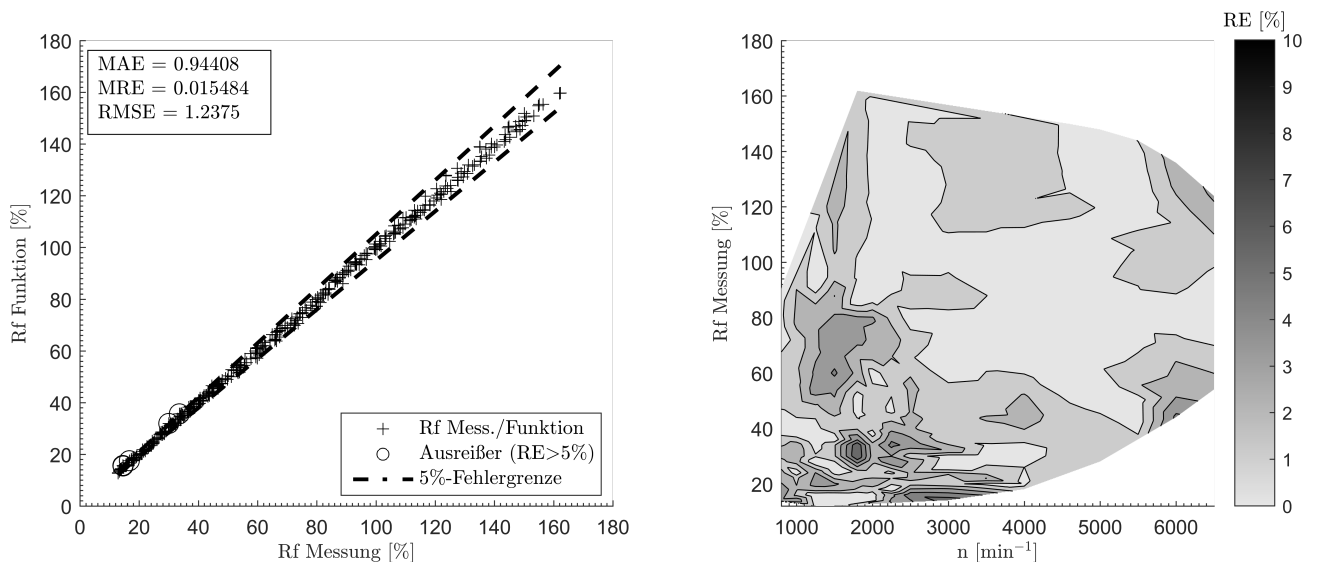 180
160
140
120
100
80
60
40
20
0
Rf Funktion [%]
MAE = 0.94408
MRE = 0.015484
RMSE = 1.2375
Rf Mess./Funktion
Ausreißer (RE>5%)
5%-Fehlergrenze
0 20 40 60 80 100 120 140 160 180
Rf Messung [%]
180
160
140
120
100
80
60
40
20
Rf Messung [%]
1000 2000 3000 4000 5000 6000
n [min⁻¹]
RE [%]
10
9
8
7
6
5
4
3
2
1
0